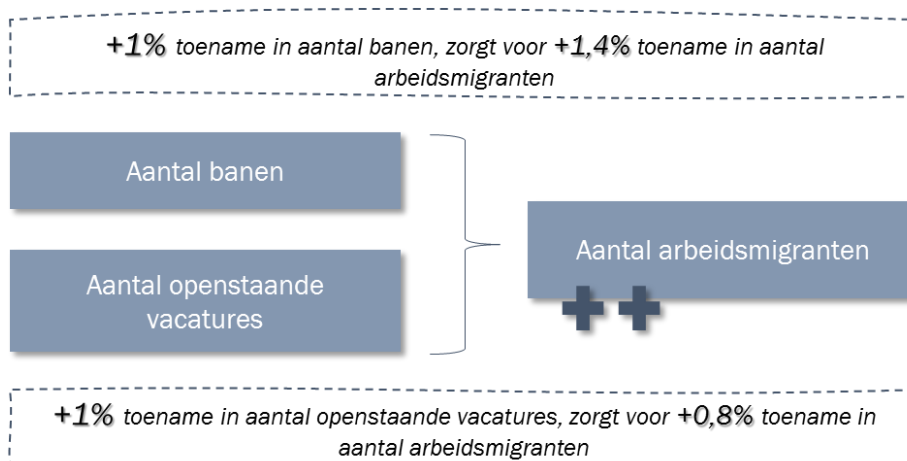 +1% toename in aantal banen, zorgt voor +1,4% toename in aantal
arbeidsmigranten
Aantal banen
Aantal arbeidsmigranten
Aantal openstaande
vacatures
+1% toename in aantal openstaande vacatures, zorgt voor +0,8% toename in
aantal arbeidsmigranten